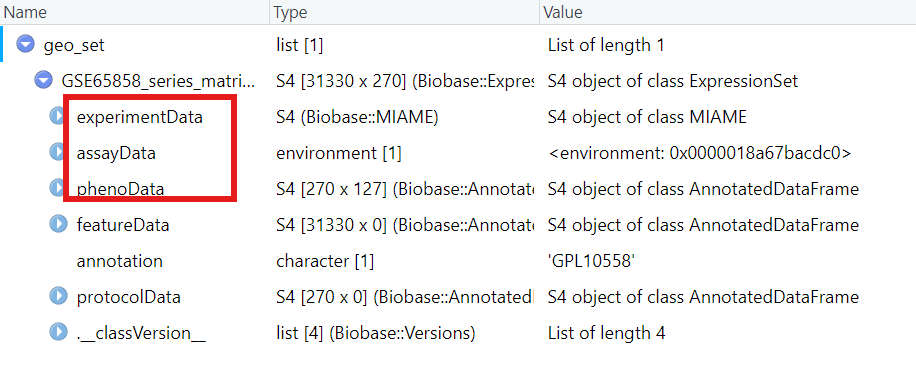 Name Type Value
geo_set list [1] List of length 1
GSE65858_series_matri... S4 [31330 x 270] (Biobase::Expres S4 object of class ExpressionSet
experimentData S4 (Biobase::MIAME) S4 object of class MIAME
assayData environment [1] <environment: 0x0000018a67bacdc0>
phenoData S4 [270 x 127] (Biobase::Annotate S4 object of class AnnotatedDataFrame
featureData S4 [31330 x 0] (Biobase::Annotate S4 object of class AnnotatedDataFrame
annotation character [1] 'GPL10558'
protocolData S4 [270 x 0] (Biobase::Annotated S4 object of class AnnotatedDataFrame
.__classVersion__ list [4] (Biobase::Versions) List of length 4